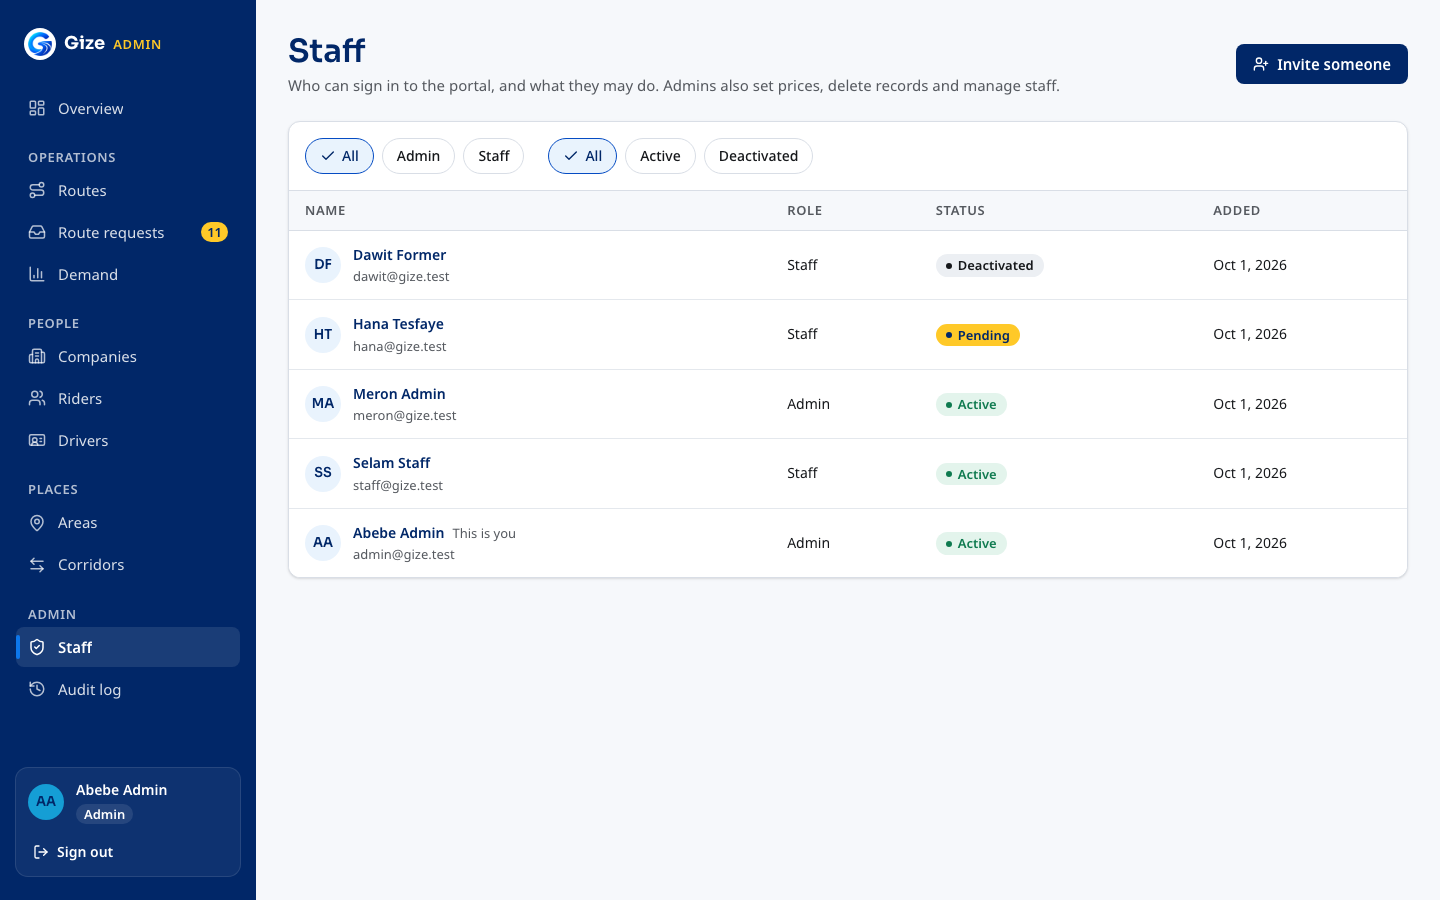 Gize ADMIN
Overview
OPERATIONS
Routes
Route requests 11
Demand
PEOPLE
Companies
Riders
Drivers
PLACES
Areas
Corridors
ADMIN
Staff
Audit log
AA Abebe Admin
Admin
Sign out
Staff
Who can sign in to the portal, and what they may do. Admins also set prices, delete records and manage staff.
Invite someone
All Admin Staff All Active Deactivated
NAME ROLE STATUS ADDED
DF Dawit Former Staff Deactivated Oct 1, 2026
dawit@gize.test
HT Hana Tesfaye Staff Pending Oct 1, 2026
hana@gize.test
MA Meron Admin Admin Active Oct 1, 2026
meron@gize.test
SS Selam Staff Staff Active Oct 1, 2026
staff@gize.test
AA Abebe Admin This is you Admin Active Oct 1, 2026
admin@gize.test